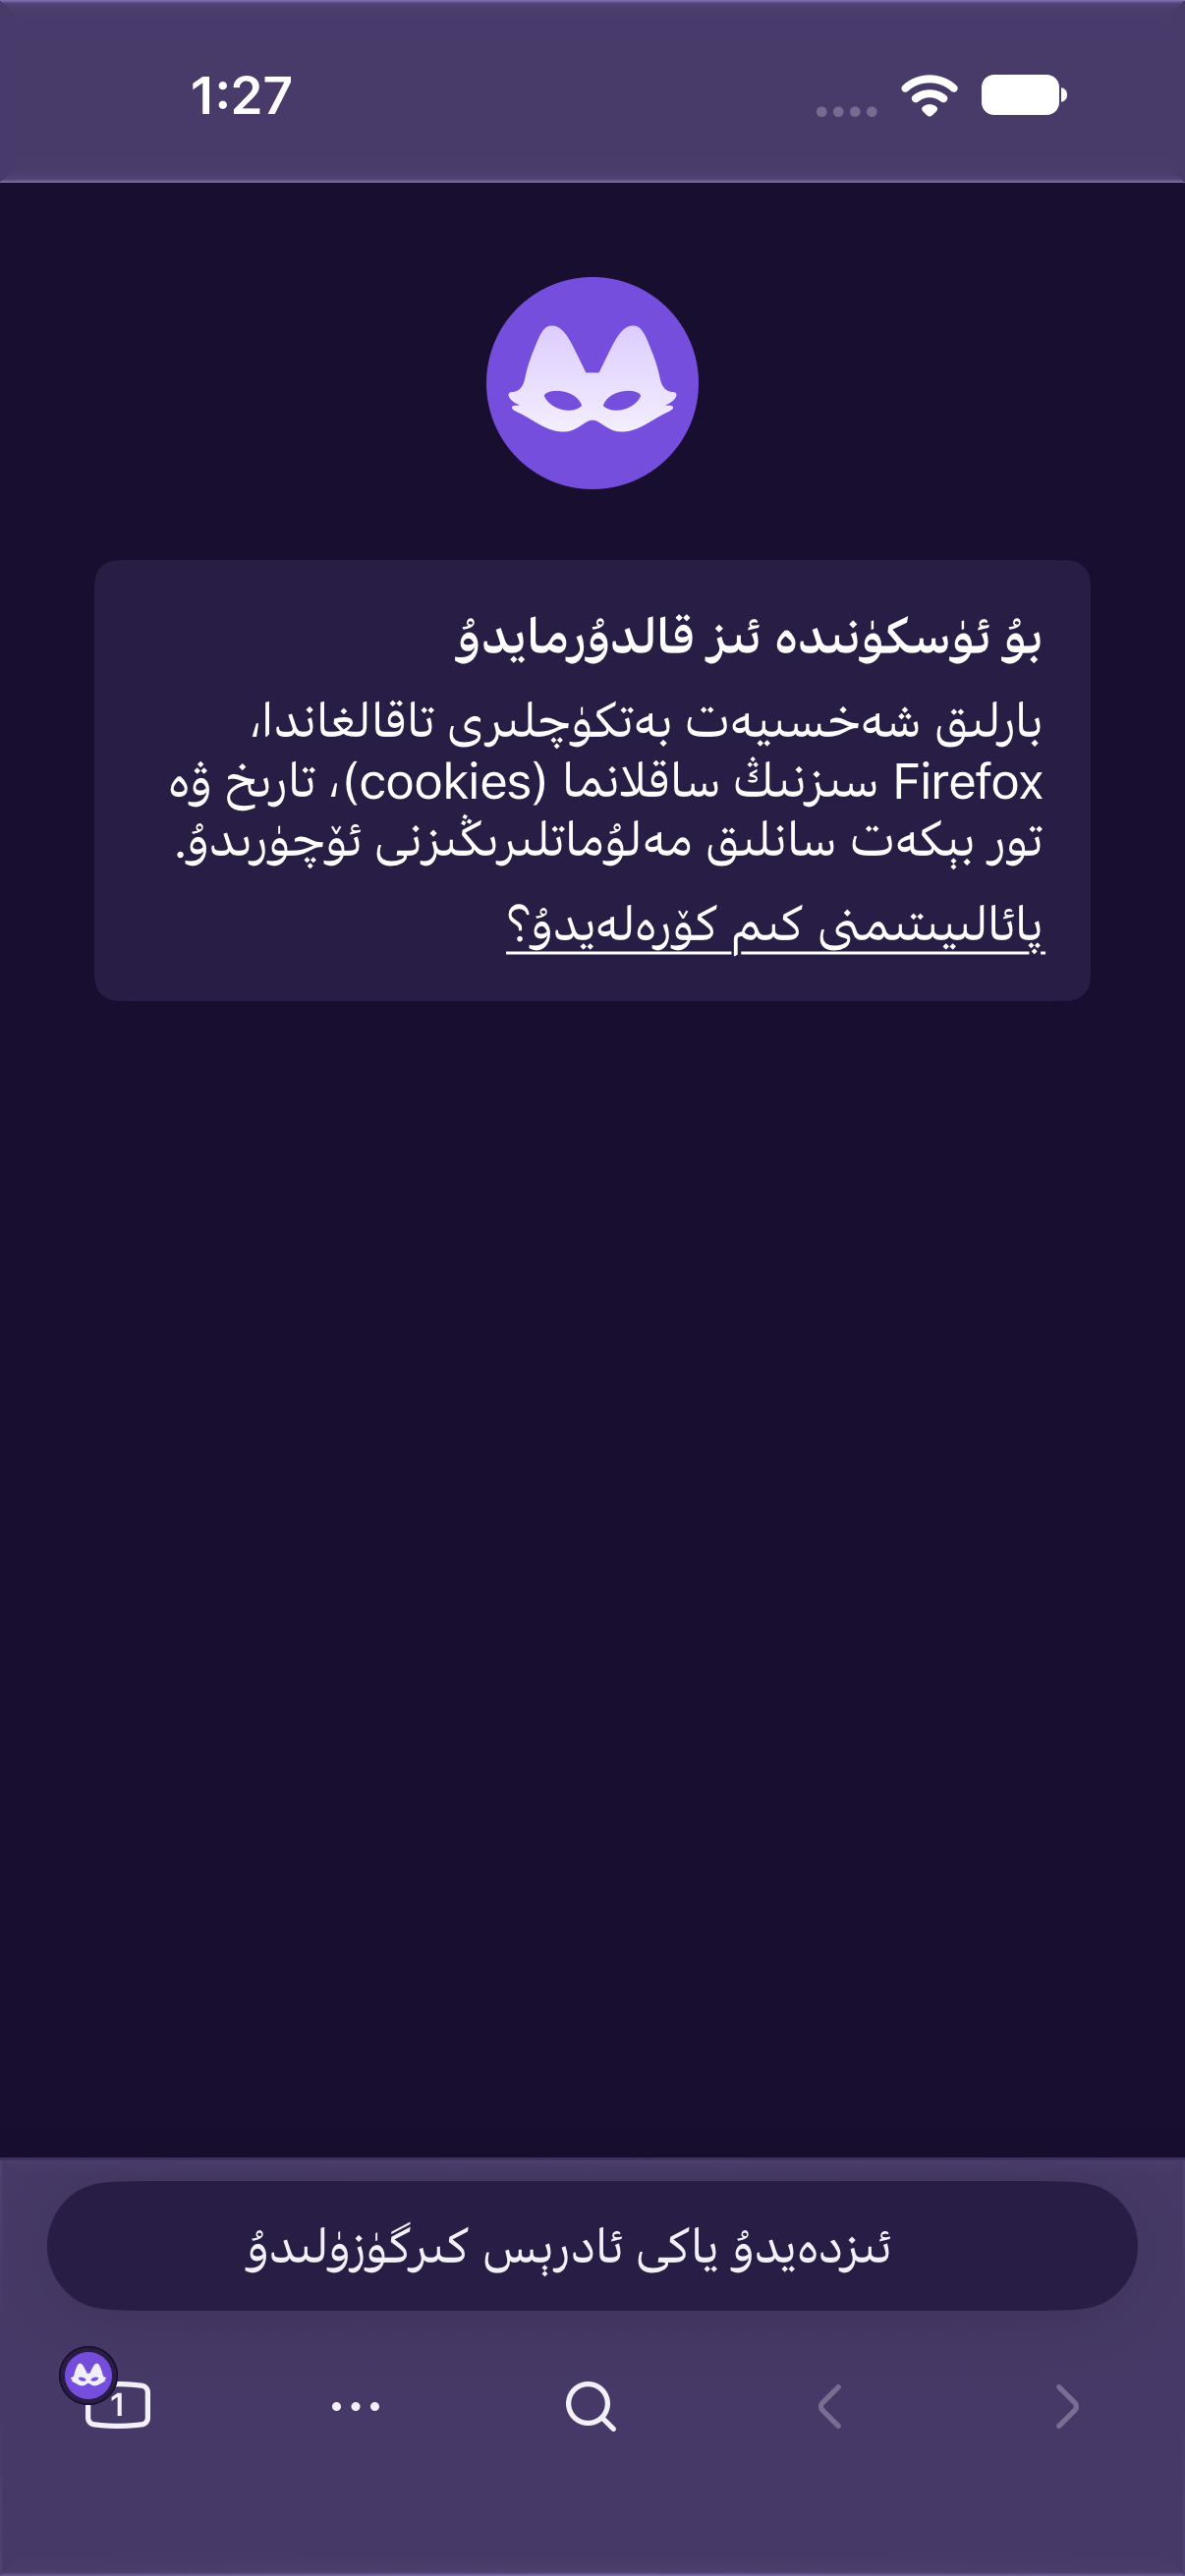 1:27
بۇ ئۈسكۈنىدە ئىز قالدۇرمايدۇ
بارلىق شەخسىيەت بەتكۈچلىرى تاقالغاندا،
Firefox سىزنىڭ ساقلانما (cookies)، تارىخ ۋە
تور بېكەت سانلىق مەلۇماتلىرىڭىزنى ئۆچۈرىدۇ.
پائالىيىتىمنى كىم كۆرەلەيدۇ؟
ئىزدەيدۇ ياكى ئادرېس كىرگۈزۈلىدۇ
1